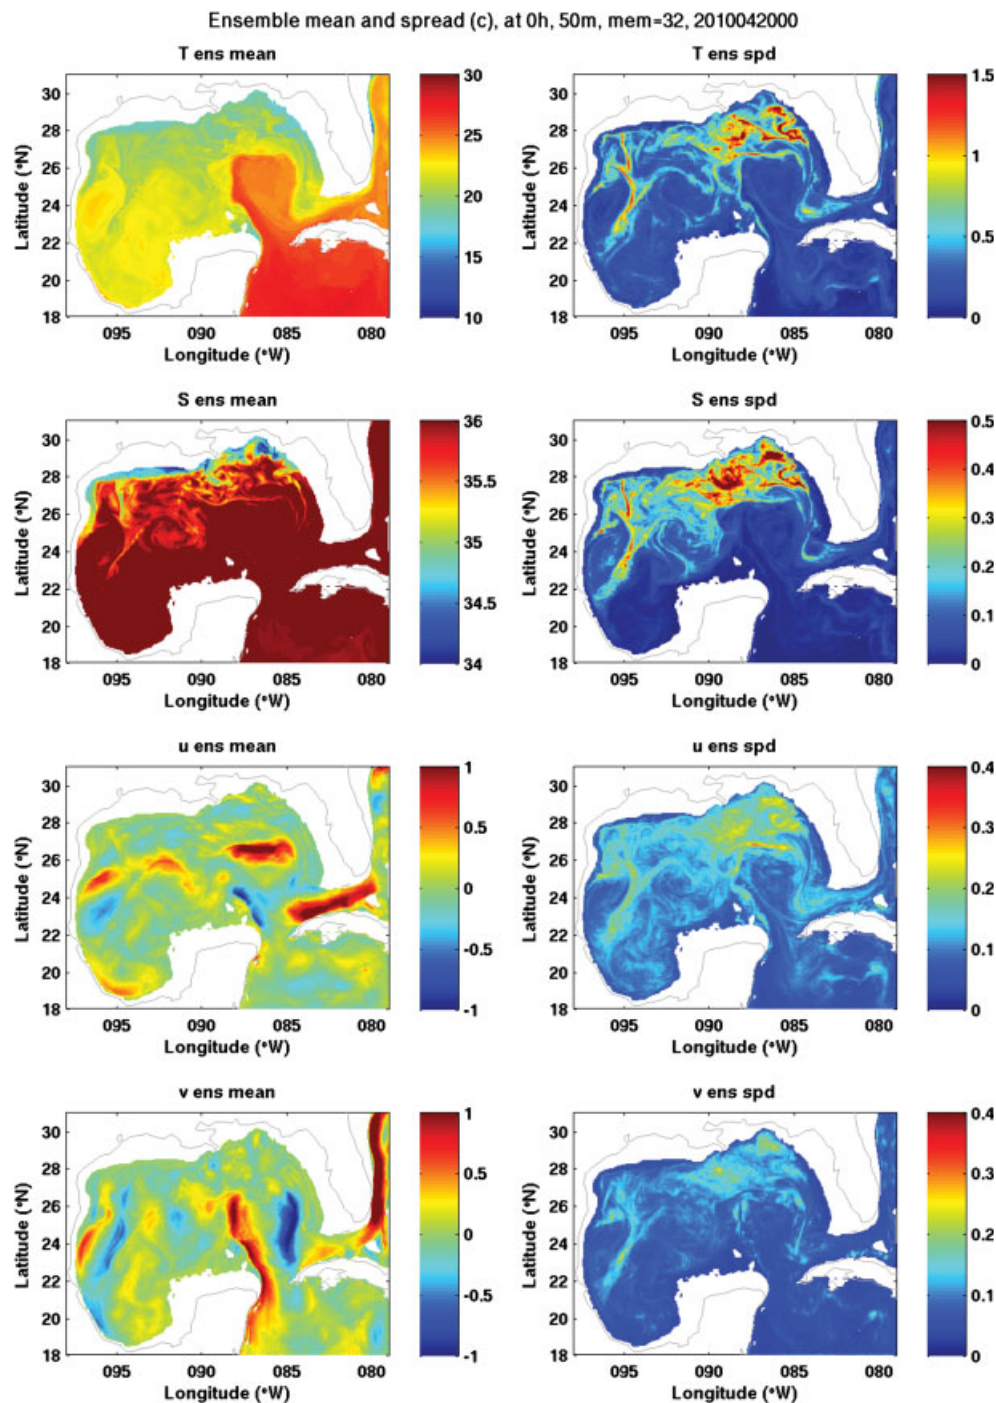 Ensemble mean and spread (c), at 0h, 50m, mem=32, 2010042000
T ens mean
T ens spd
30
28
26
24
22
20
18
Latitude (°N)
095 090 085 080
Longitude (°W)
30
25
20
15
10
30
28
26
24
22
20
18
Latitude (°N)
095 090 085 080
Longitude (°W)
1.5
1
0.5
0
S ens mean
S ens spd
30
28
26
24
22
20
18
Latitude (°N)
095 090 085 080
Longitude (°W)
36
35.5
35
34.5
34
30
28
26
24
22
20
18
Latitude (°N)
095 090 085 080
Longitude (°W)
0.5
0.4
0.3
0.2
0.1
0
u ens mean
u ens spd
30
28
26
24
22
20
18
Latitude (°N)
095 090 085 080
Longitude (°W)
1
0.5
0
-0.5
-1
30
28
26
24
22
20
18
Latitude (°N)
095 090 085 080
Longitude (°W)
0.4
0.3
0.2
0.1
0
v ens mean
v ens spd
30
28
26
24
22
20
18
Latitude (°N)
095 090 085 080
Longitude (°W)
1
0.5
0
-0.5
-1
30
28
26
24
22
20
18
Latitude (°N)
095 090 085 080
Longitude (°W)
0.4
0.3
0.2
0.1
0